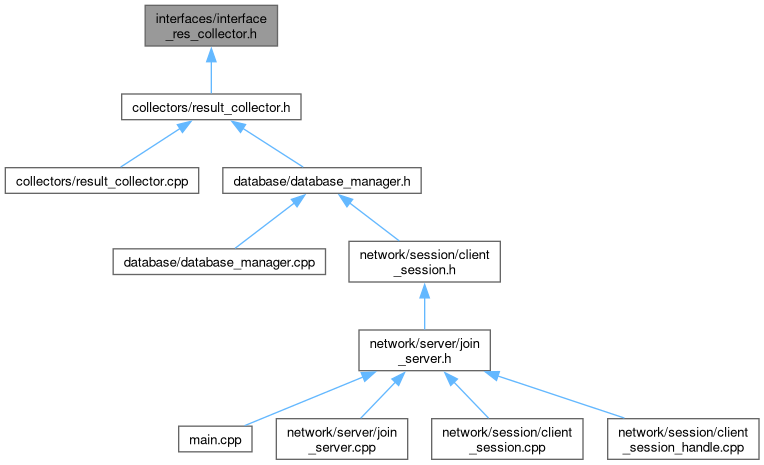 interfaces/interface
_res_collector.h
collectors/result_collector.h
collectors/result_collector.cpp
database/database_manager.h
database/database_manager.cpp
network/session/client
_session.h
network/server/join
_server.h
main.cpp
network/server/join
_server.cpp
network/session/client
_session.cpp
network/session/client
_session_handle.cpp